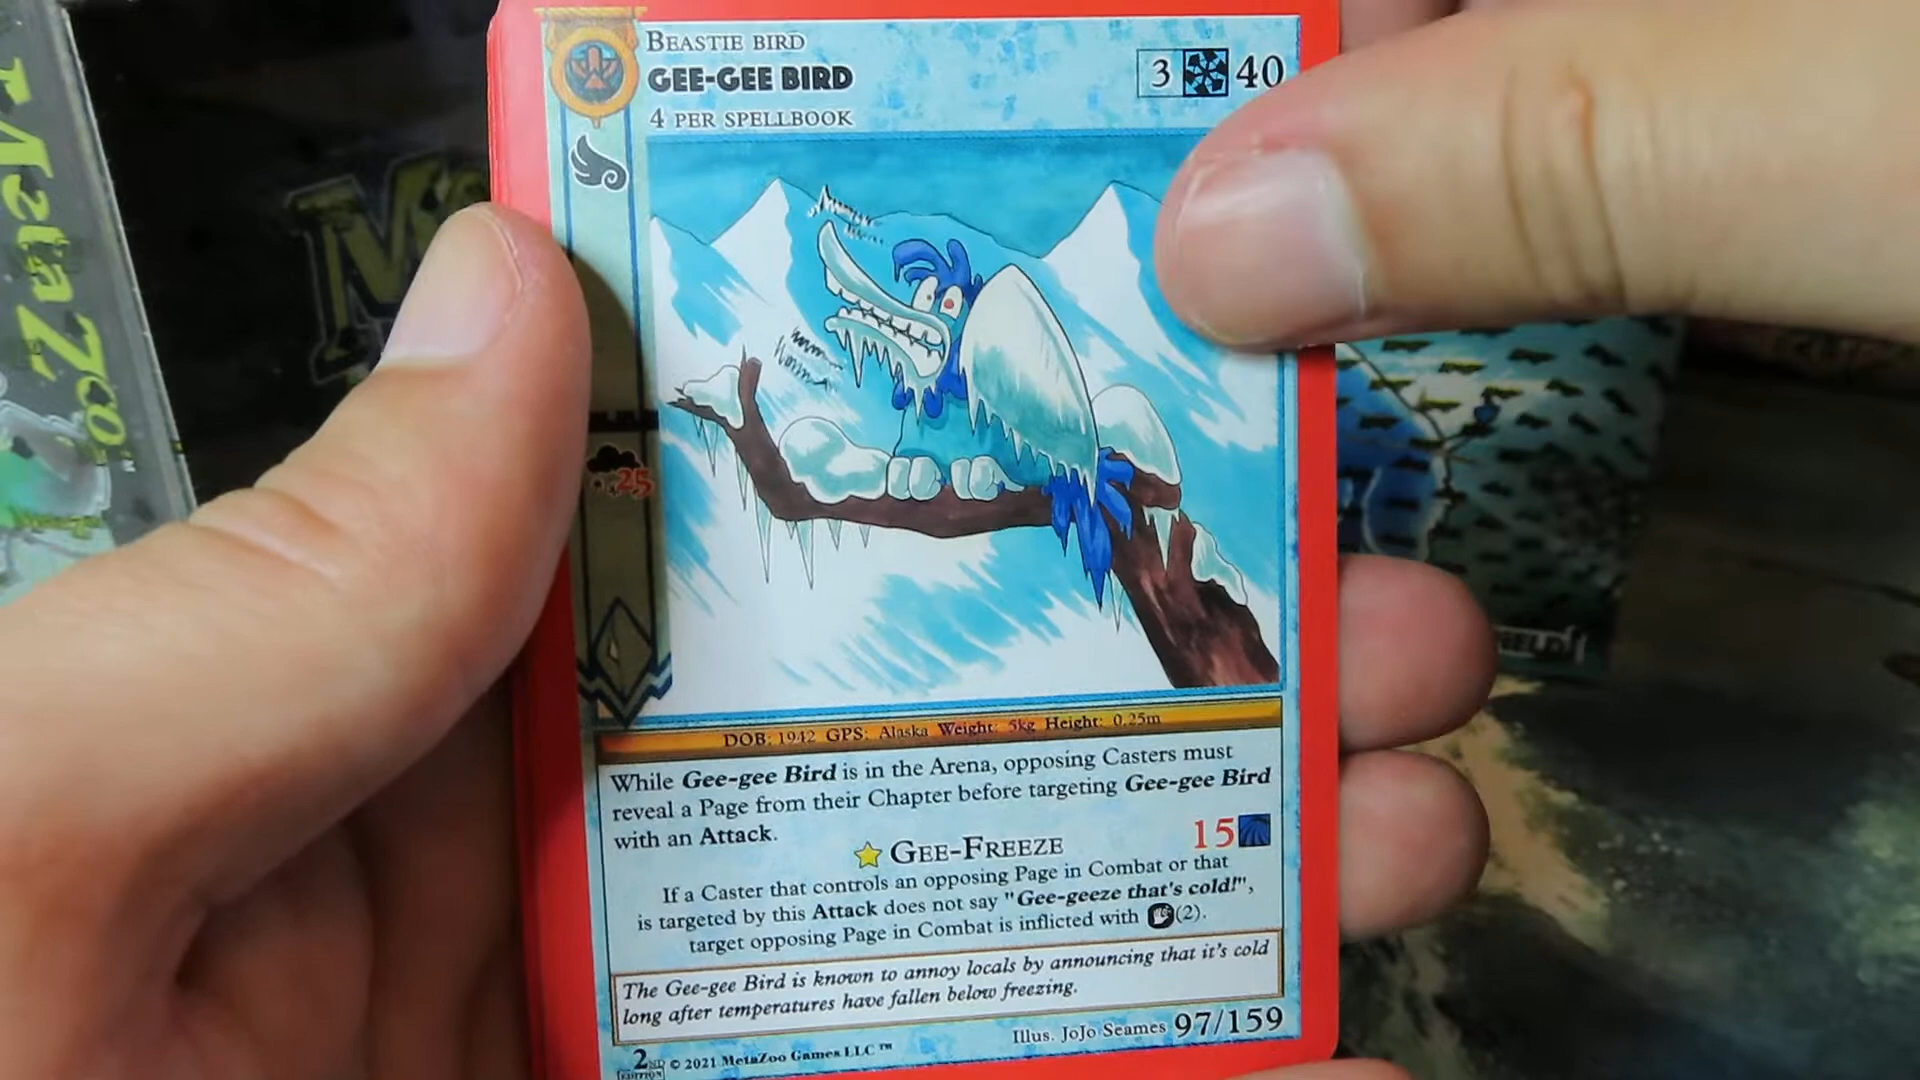 MetaZoo
BEASTIE BIRD
GEE-GEE BIRD
4 PER SPELLBOOK
3 40
25
DOB: 1942 GPS: Alaska Weight: 5kg Height: 0.25m
While Gee-gee Bird is in the Arena, opposing Casters must
reveal a Page from their Chapter before targeting Gee-gee Bird
with an Attack.
GEE-FREEZE 15
If a Caster that controls an opposing Page in Combat or that
is targeted by this Attack does not say "Gee-geeze that's cold!",
target opposing Page in Combat is inflicted with (2).
The Gee-gee Bird is known to annoy locals by announcing that it's cold
long after temperatures have fallen below freezing.
Illus. JoJo Seames 97/159
2ND EDITION © 2021 MetaZoo Games LLC ™